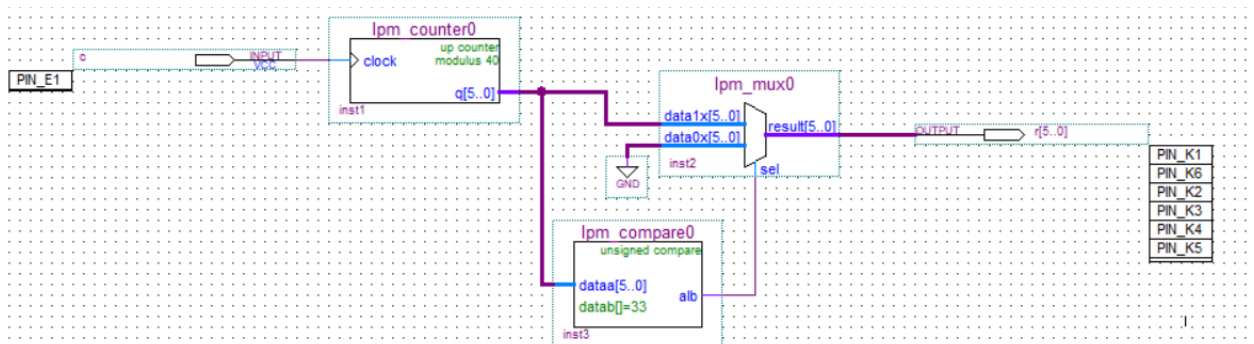 lpm_counter0
up counter
modulus 40
clock
q[5..0]
inst1
c
INPUT
VCC
PIN_E1
lpm_mux0
data1x[5..0]
data0x[5..0]
result[5..0]
sel
inst2
GND
OUTPUT
r[5..0]
PIN_K1
PIN_K6
PIN_K2
PIN_K3
PIN_K4
PIN_K5
lpm_compare0
unsigned compare
dataa[5..0]
datab[]=33
alb
inst3